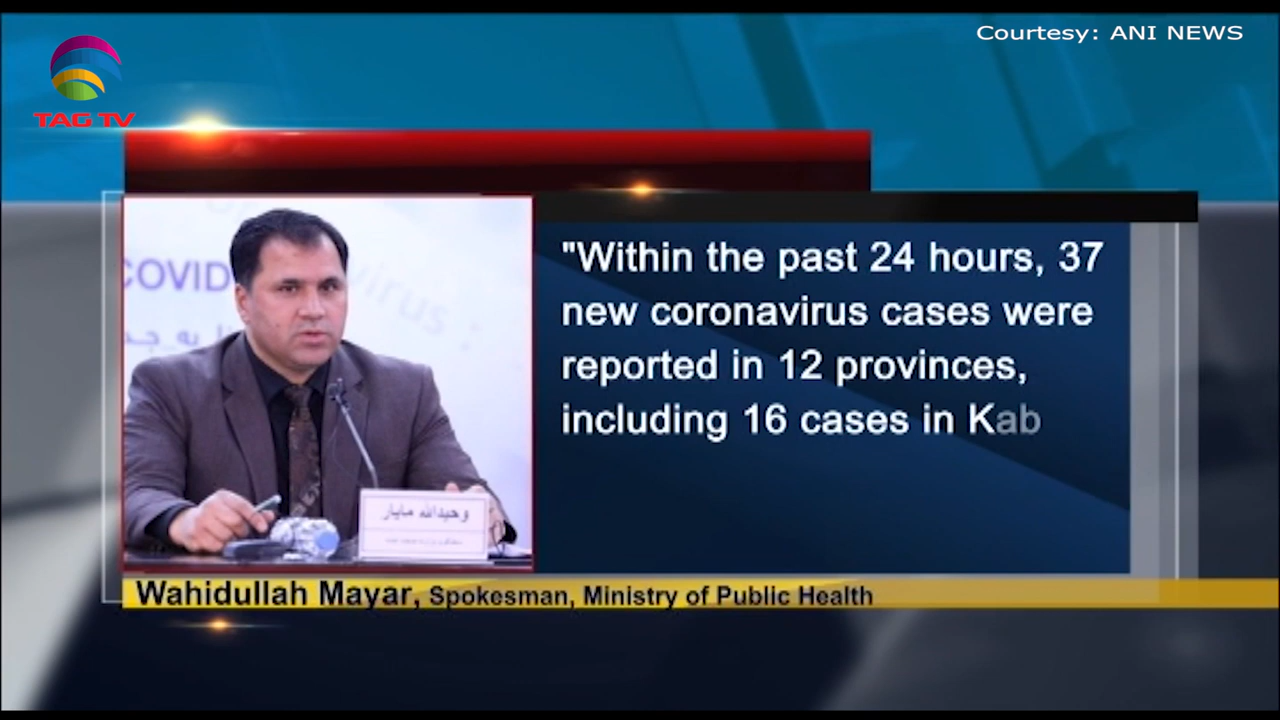 Courtesy: ANI NEWS
TAG TV
"Within the past 24 hours, 37
new coronavirus cases were
reported in 12 provinces,
including 16 cases in Kab
COVID
وحیدالله مایار
Wahidullah Mayar, Spokesman, Ministry of Public Health